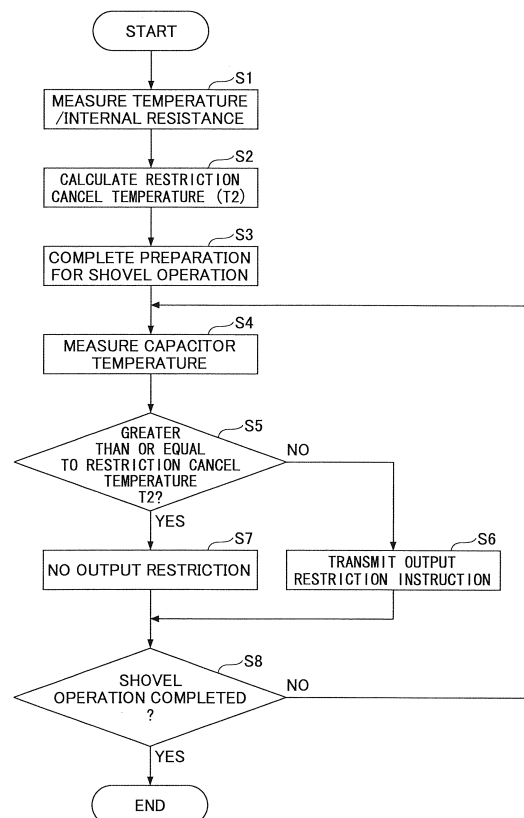 START
S1
MEASURE TEMPERATURE
/INTERNAL RESISTANCE
S2
CALCULATE RESTRICTION
CANCEL TEMPERATURE (T2)
S3
COMPLETE PREPARATION
FOR SHOVEL OPERATION
S4
MEASURE CAPACITOR
TEMPERATURE
S5
GREATER
THAN OR EQUAL
TO RESTRICTION CANCEL
TEMPERATURE
T2?
NO
YES
S7
NO OUTPUT RESTRICTION
S6
TRANSMIT OUTPUT
RESTRICTION INSTRUCTION
S8
SHOVEL
OPERATION COMPLETED
?
NO
YES
END